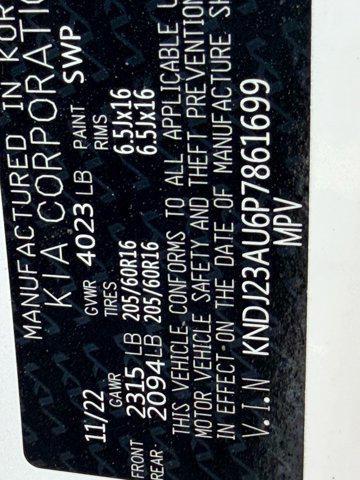 MANUFACTURED IN KOR
KIA CORPORATI
11/22 GVWR 4023 LB PAINT SWP
GAWR TIRES RIMS
FRONT 2315 LB 205/60R16 6.5Jx16
REAR 2094LB 205/60R16 6.5Jx16
THIS VEHICLE CONFORMS TO ALL APPLICABLE
MOTOR VEHICLE SAFETY AND THEFT PREVENTION
IN EFFECT ON THE DATE OF MANUFACTURE SH
V.I.N KNDJ23AU6P7861699
MPV